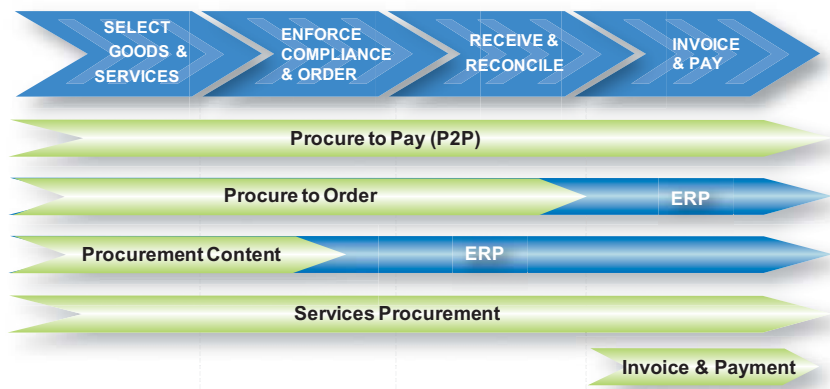 SELECT
GOODS &
SERVICES
ENFORCE
COMPLIANCE
& ORDER
RECEIVE &
RECONCILE
INVOICE
& PAY
Procure to Pay (P2P)
Procure to Order
ERP
Procurement Content
ERP
Services Procurement
Invoice & Payment